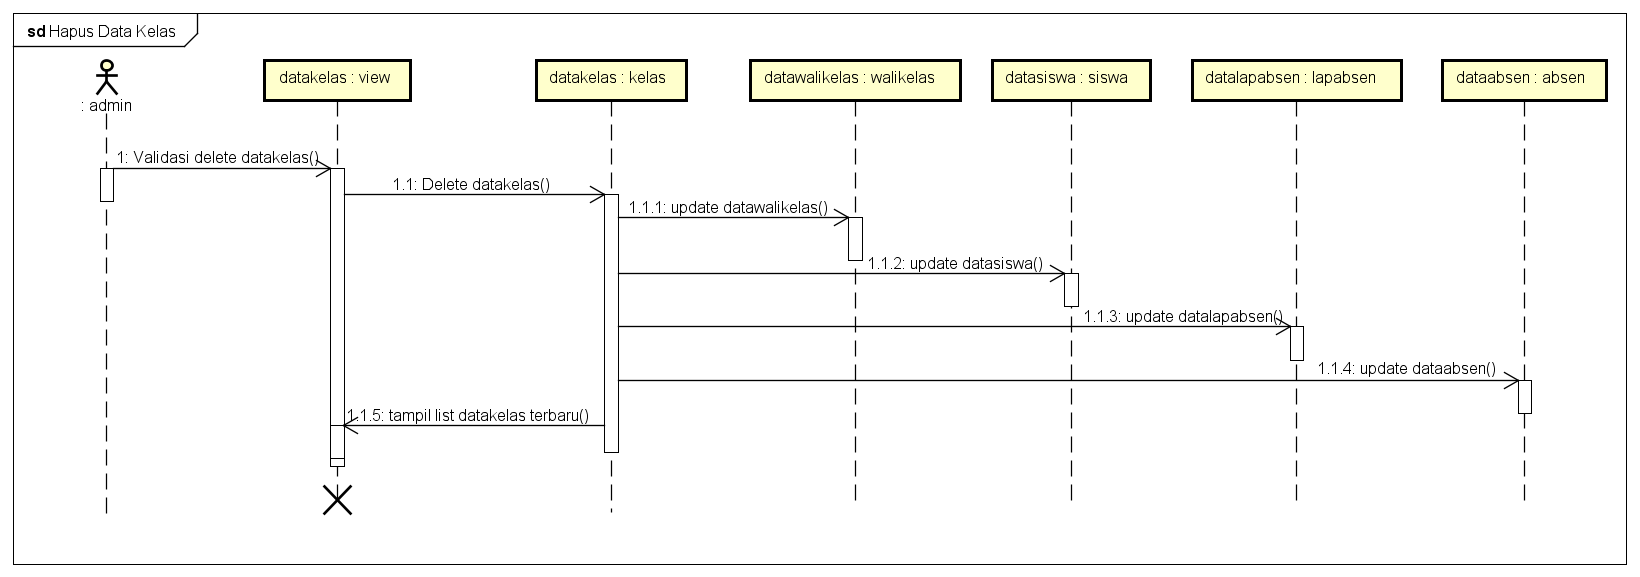 sd Hapus Data Kelas
: admin
datakelas : view
datakelas : kelas
datawalikelas : walikelas
datasiswa : siswa
datalapabsen : lapabsen
dataabsen : absen
1: Validasi delete datakelas()
1.1: Delete datakelas()
1.1.1: update datawalikelas()
1.1.2: update datasiswa()
1.1.3: update datalapabsen()
1.1.4: update dataabsen()
1.1.5: tampil list datakelas terbaru()